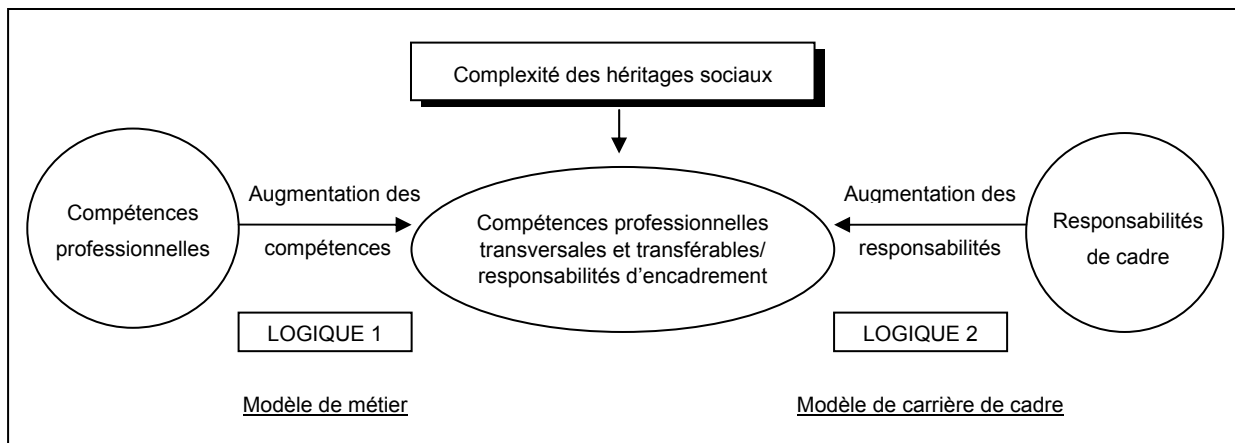 Complexité des héritages sociaux
Compétences
professionnelles
Augmentation des
compétences
Compétences professionnelles
transversales et transférables/
responsabilités d'encadrement
Augmentation des
responsabilités
Responsabilités
de cadre
LOGIQUE 1
LOGIQUE 2
Modèle de métier
Modèle de carrière de cadre